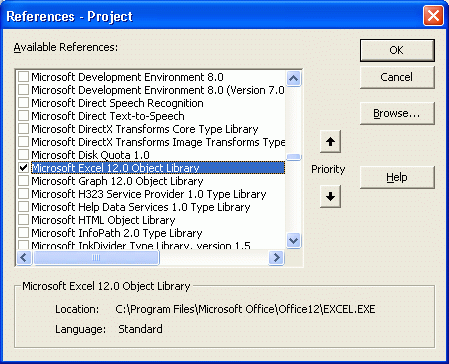 References - Project
Available References:
Microsoft Development Environment 8.0
Microsoft Development Environment 8.0 (Version 7.0
Microsoft Direct Speech Recognition
Microsoft Direct Text-to-Speech
Microsoft DirectX Transforms Core Type Library
Microsoft DirectX Transforms Image Transforms Type
Microsoft Disk Quota 1.0
Microsoft Excel 12.0 Object Library
Microsoft Graph 12.0 Object Library
Microsoft H323 Service Provider 1.0 Type Library
Microsoft Help Data Services 1.0 Type Library
Microsoft HTML Object Library
Microsoft InfoPath 2.0 Type Library
Microsoft InkDivider Type Library, version 1.5
OK
Cancel
Browse...
Priority
Help
Microsoft Excel 12.0 Object Library
Location: C:\Program Files\Microsoft Office\Office12\EXCEL.EXE
Language: Standard